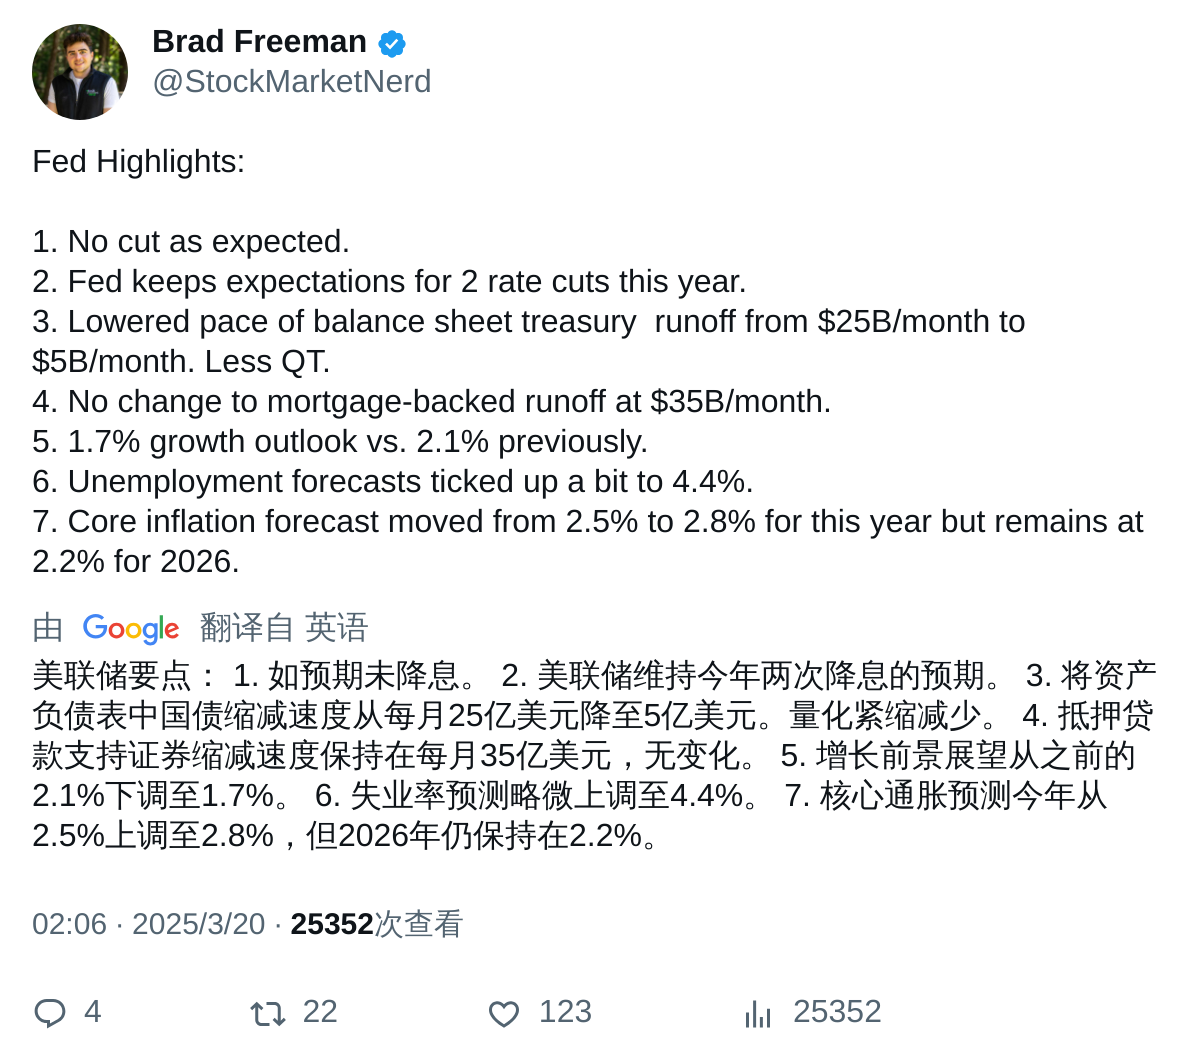 Brad Freeman
@StockMarketNerd
Fed Highlights:
1. No cut as expected.
2. Fed keeps expectations for 2 rate cuts this year.
3. Lowered pace of balance sheet treasury  runoff from $25B/month to
$5B/month. Less QT.
4. No change to mortgage-backed runoff at $35B/month.
5. 1.7% growth outlook vs. 2.1% previously.
6. Unemployment forecasts ticked up a bit to 4.4%.
7. Core inflation forecast moved from 2.5% to 2.8% for this year but remains at
2.2% for 2026.
由 Google 翻译自 英语
美联储要点： 1. 如预期未降息。 2. 美联储维持今年两次降息的预期。 3. 将资产
负债表中国债缩减速度从每月25亿美元降至5亿美元。量化紧缩减少。 4. 抵押贷
款支持证券缩减速度保持在每月35亿美元，无变化。 5. 增长前景展望从之前的
2.1%下调至1.7%。 6. 失业率预测略微上调至4.4%。 7. 核心通胀预测今年从
2.5%上调至2.8%，但2026年仍保持在2.2%。
02:06 · 2025/3/20 · 25352次查看
4 22 123 25352